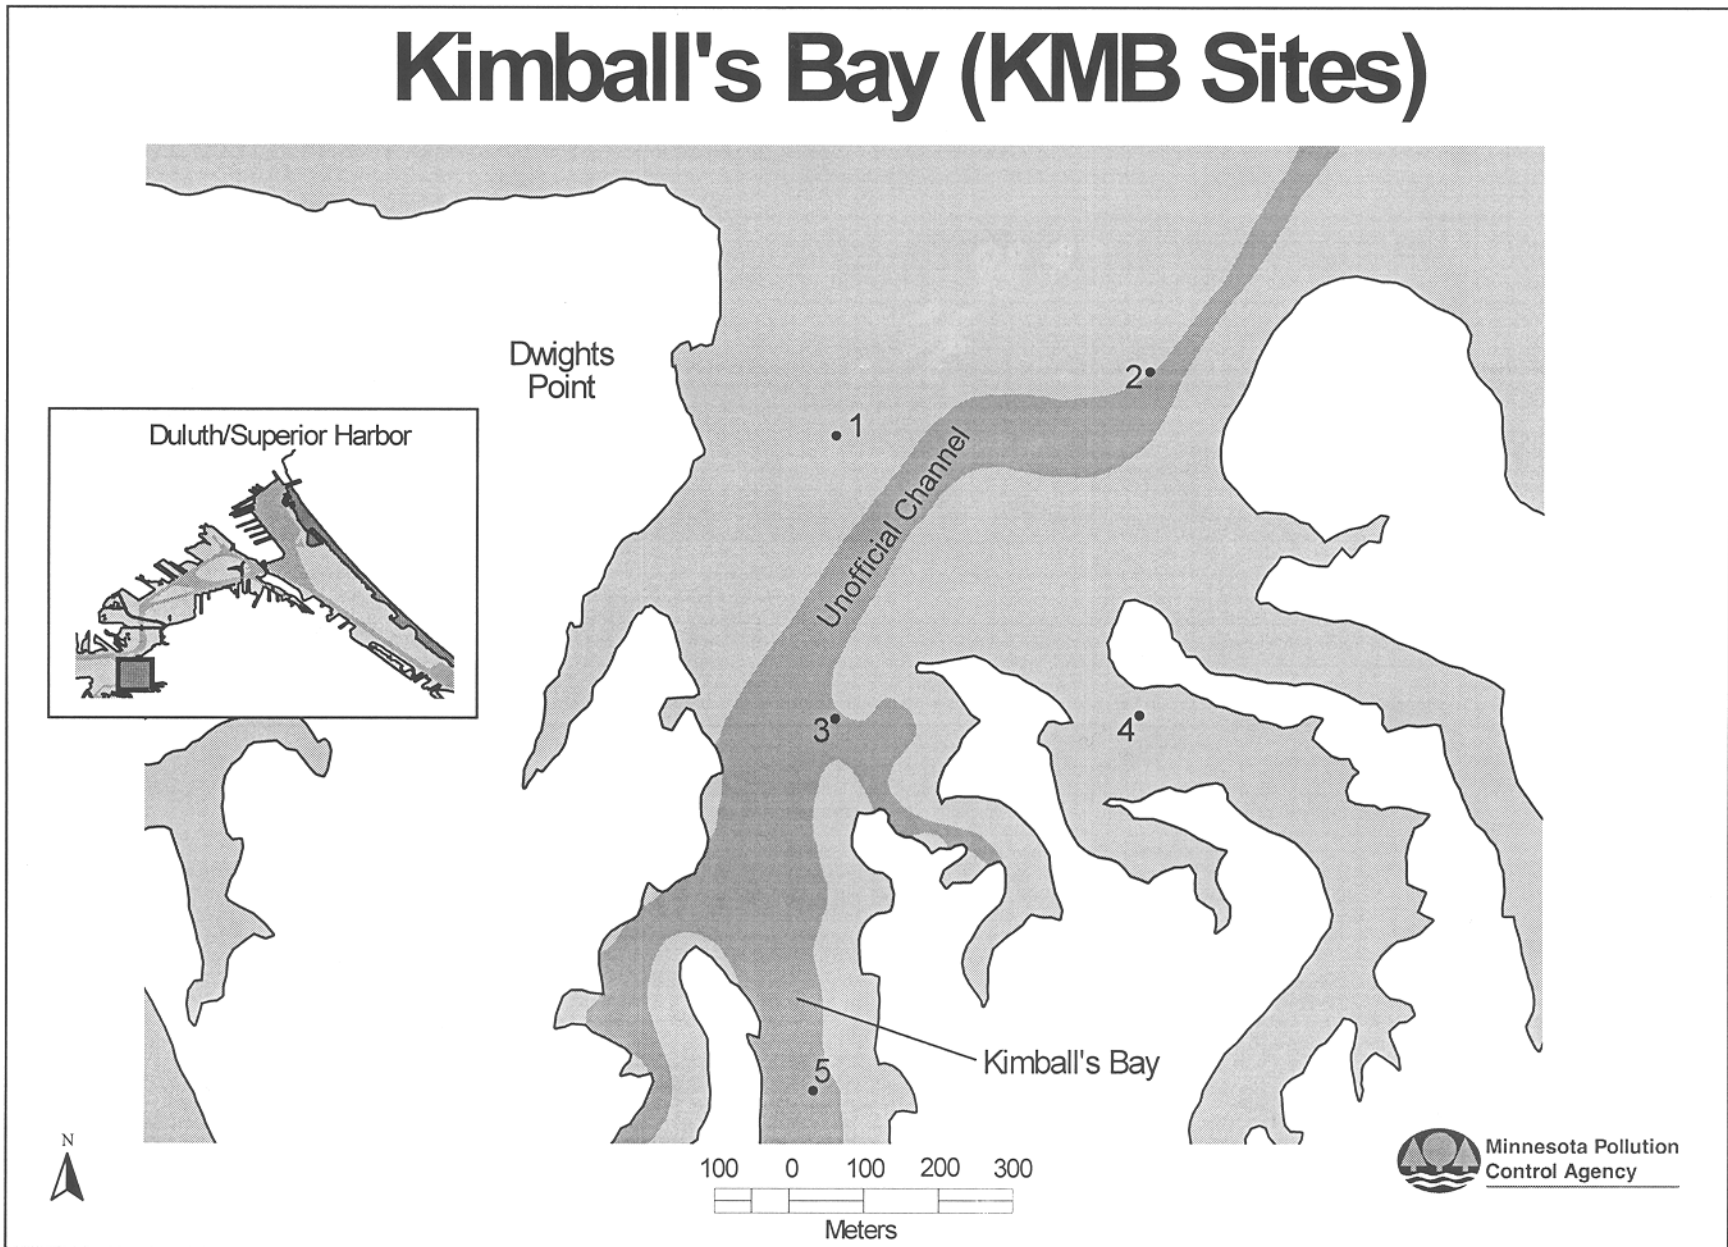 Kimball's Bay (KMB Sites)
Dwights
Point
Duluth/Superior Harbor
1
2
Unofficial Channel
3
4
Kimball's Bay
5
N
100 0 100 200 300
Meters
Minnesota Pollution
Control Agency